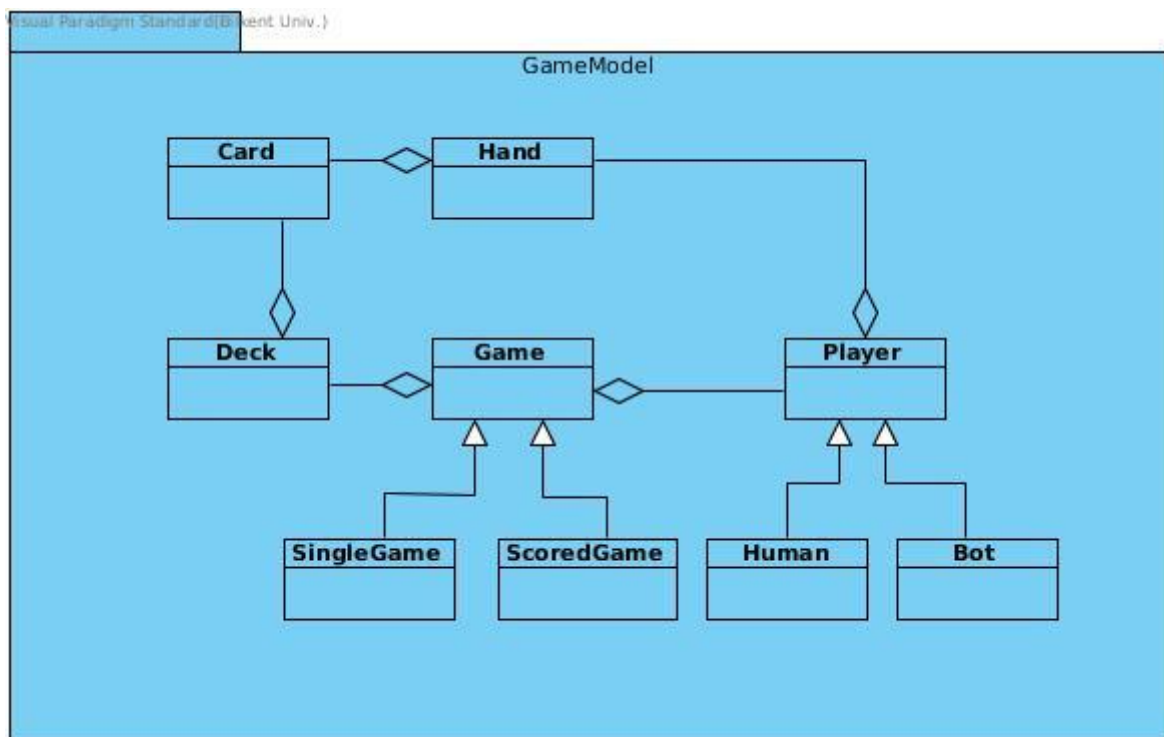 Visual Paradigm Standard(Bilkent Univ.)
GameModel
Card
Hand
Deck
Game
Player
SingleGame
ScoredGame
Human
Bot